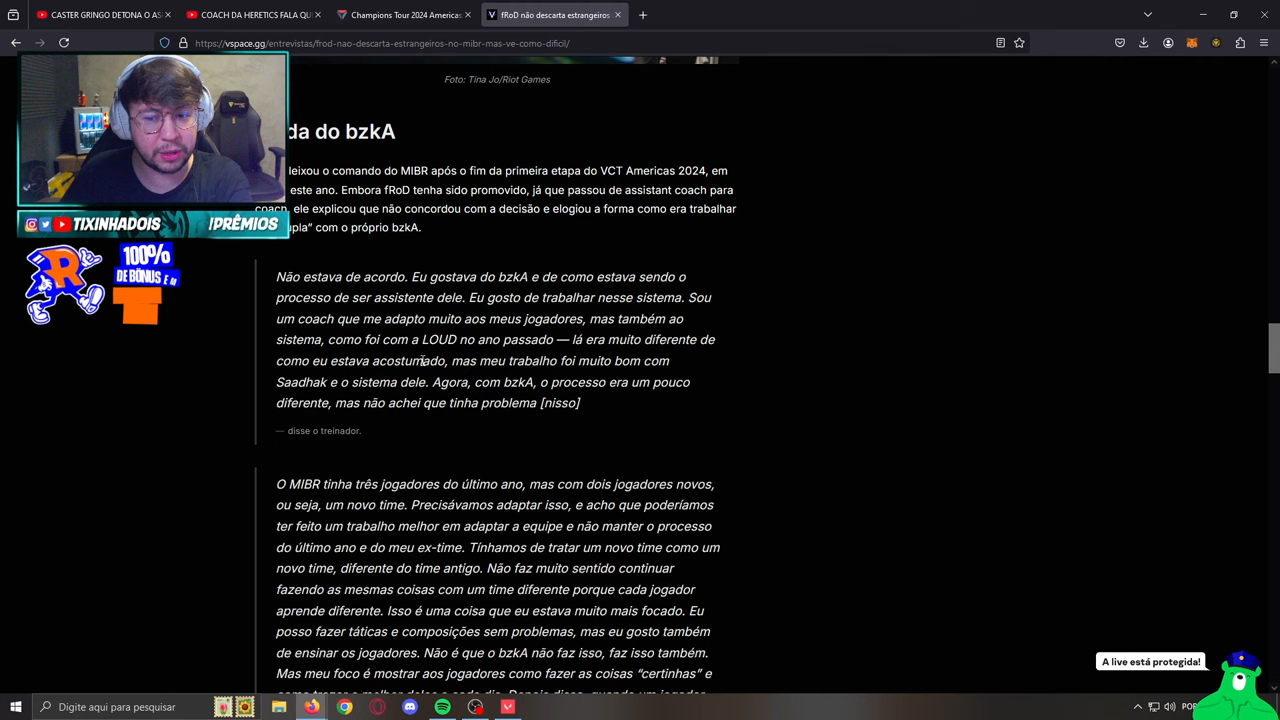 CASTER GRINGO DETONA O AS
COACH DA HERETICS FALA QU
Champions Tour 2024 Americas
fRoD não descarta estrangeiros
https://vspace.gg/entrevistas/frod-nao-descarta-estrangeiros-no-mibr-mas-ve-como-dificil/
Foto: Tina Jo/Riot Games
da do bzkA
deixou o comando do MIBR após o fim da primeira etapa do VCT Americas 2024, em
este ano. Embora fRoD tenha sido promovido, já que passou de assistant coach para
coach, ele explicou que não concordou com a decisão e elogiou a forma como era trabalhar
upla” com o próprio bzkA.
TIXINHADOIS
!PRÊMIOS
100%
DE BÔNUS E M
Não estava de acordo. Eu gostava do bzkA e de como estava sendo o
processo de ser assistente dele. Eu gosto de trabalhar nesse sistema. Sou
um coach que me adapto muito aos meus jogadores, mas também ao
sistema, como foi com a LOUD no ano passado — lá era muito diferente de
como eu estava acostumado, mas meu trabalho foi muito bom com
Saadhak e o sistema dele. Agora, com bzkA, o processo era um pouco
diferente, mas não achei que tinha problema [nisso]
— disse o treinador.
O MIBR tinha três jogadores do último ano, mas com dois jogadores novos,
ou seja, um novo time. Precisávamos adaptar isso, e acho que poderíamos
ter feito um trabalho melhor em adaptar a equipe e não manter o processo
do último ano e do meu ex-time. Tínhamos de tratar um novo time como um
novo time, diferente do time antigo. Não faz muito sentido continuar
fazendo as mesmas coisas com um time diferente porque cada jogador
aprende diferente. Isso é uma coisa que eu estava muito mais focado. Eu
posso fazer táticas e composições sem problemas, mas eu gosto também
de ensinar os jogadores. Não é que o bzkA não faz isso, faz isso também.
Mas meu foco é mostrar aos jogadores como fazer as coisas “certinhas” e
A live está protegida!
Digite aqui para pesquisar
POR